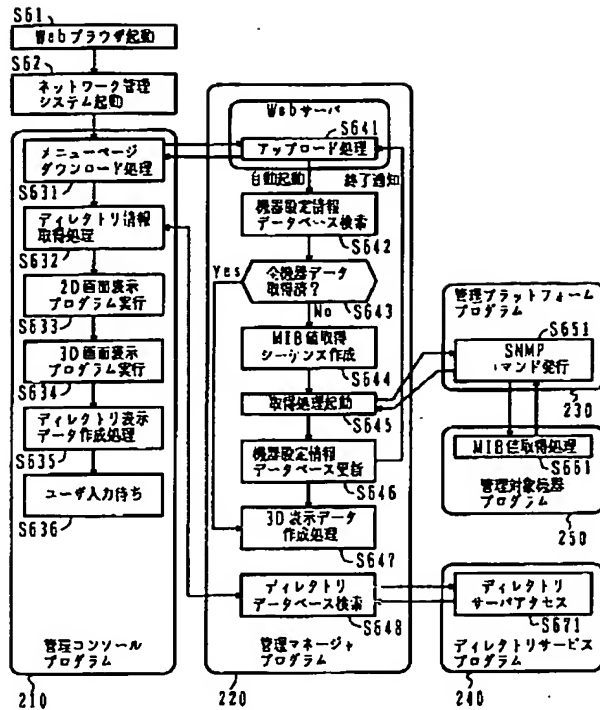 S61
Webブラウザ起動
S62
ネットワーク管理
システム起動
メニューページ
ダウンロード処理
S631
ディレクトリ情報
取得処理
S632
2D画面表示
プログラム実行
S633
3D画面表示
プログラム実行
S634
ディレクトリ表示
データ作成処理
S635
ユーザ入力待ち
S636
管理コンソール
プログラム
210
Webサーバ
S641
アップロード処理
自動起動
終了通知
機器設定情報
データベース検索
S642
Yes
全機器データ
取得済?
S643
No
MIB値取得
シーケンス作成
S644
取得処理起動
S645
機器設定情報
データベース更新
S646
3D表示データ
作成処理
S647
ディレクトリ
データベース検索
S648
管理マネージャ
プログラム
220
管理プラットフォーム
プログラム
S651
SNMP
コマンド発行
230
MIB値取得処理
S661
管理対象機器
プログラム
250
ディレクトリ
サーバアクセス
S671
ディレクトリサービス
プログラム
240